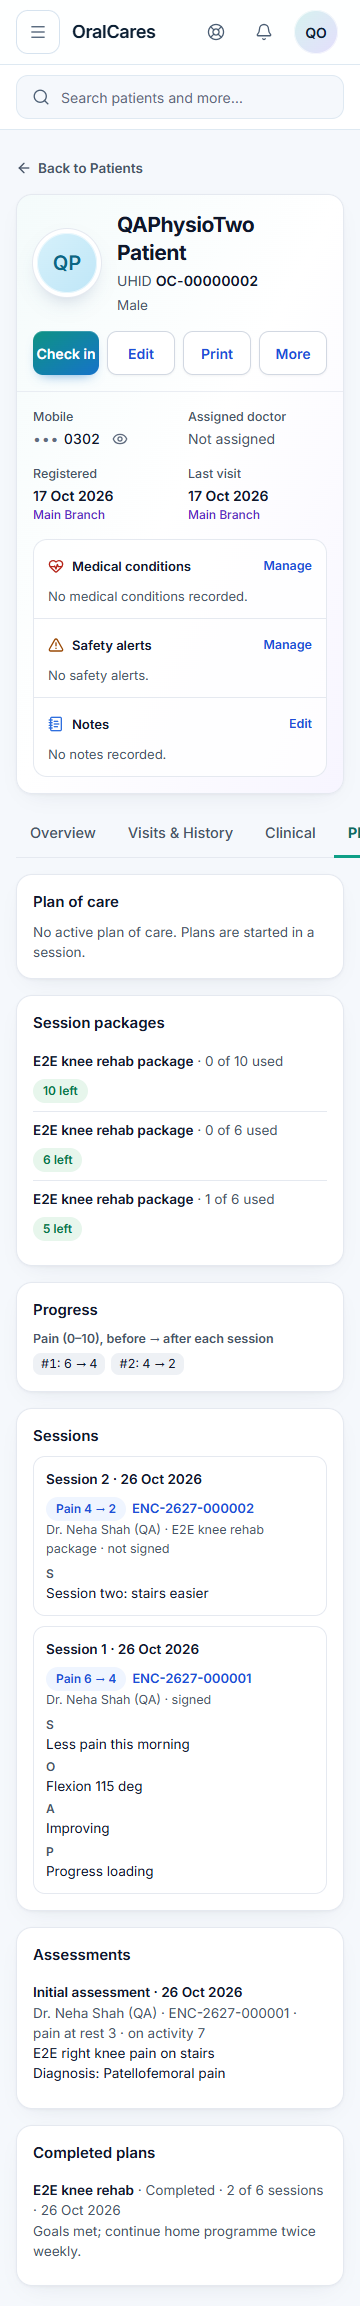 OralCares
QO
Search patients and more...
Back to Patients
QP
QAPhysioTwo
Patient
UHID OC-00000002
Male
Check in
Edit
Print
More
Mobile
Assigned doctor
••• 0302
Not assigned
Registered
Last visit
17 Oct 2026
17 Oct 2026
Main Branch
Main Branch
Medical conditions
Manage
No medical conditions recorded.
Safety alerts
Manage
No safety alerts.
Notes
Edit
No notes recorded.
Overview
Visits & History
Clinical
Plan of care
No active plan of care. Plans are started in a
session.
Session packages
E2E knee rehab package · 0 of 10 used
10 left
E2E knee rehab package · 0 of 6 used
6 left
E2E knee rehab package · 1 of 6 used
5 left
Progress
Pain (0–10), before → after each session
#1: 6 → 4
#2: 4 → 2
Sessions
Session 2 · 26 Oct 2026
Pain 4 → 2 ENC-2627-000002
Dr. Neha Shah (QA) · E2E knee rehab
package · not signed
S
Session two: stairs easier
Session 1 · 26 Oct 2026
Pain 6 → 4 ENC-2627-000001
Dr. Neha Shah (QA) · signed
S
Less pain this morning
O
Flexion 115 deg
A
Improving
P
Progress loading
Assessments
Initial assessment · 26 Oct 2026
Dr. Neha Shah (QA) · ENC-2627-000001 ·
pain at rest 3 · on activity 7
E2E right knee pain on stairs
Diagnosis: Patellofemoral pain
Completed plans
E2E knee rehab · Completed · 2 of 6 sessions
· 26 Oct 2026
Goals met; continue home programme twice
weekly.